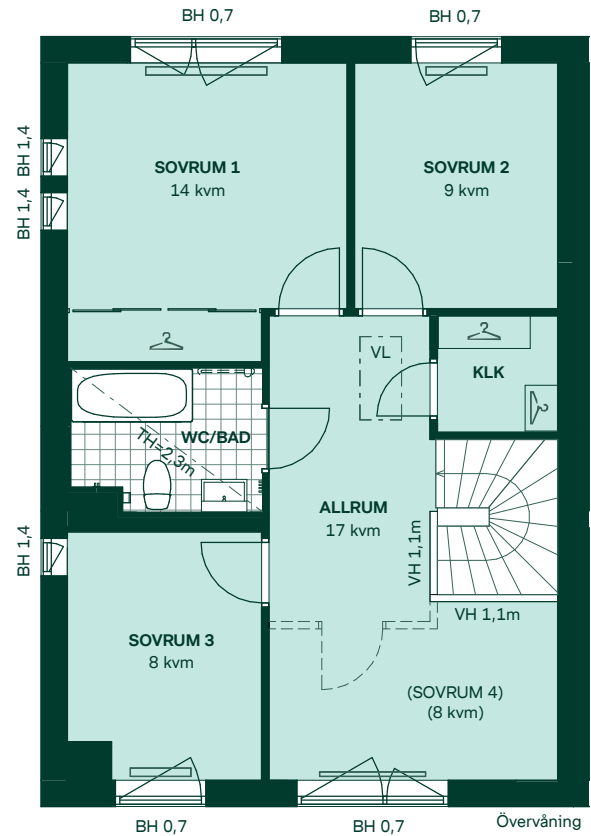 BH 0,7
BH 0,7
BH 1,4
BH 1,4
SOVRUM 1
14 kvm
SOVRUM 2
9 kvm
VL
KLK
WC/BAD
TH=2,3m
ALLRUM
17 kvm
VH 1,1m
VH 1,1m
BH 1,4
SOVRUM 3
8 kvm
(SOVRUM 4)
(8 kvm)
BH 0,7
BH 0,7
Övervåning